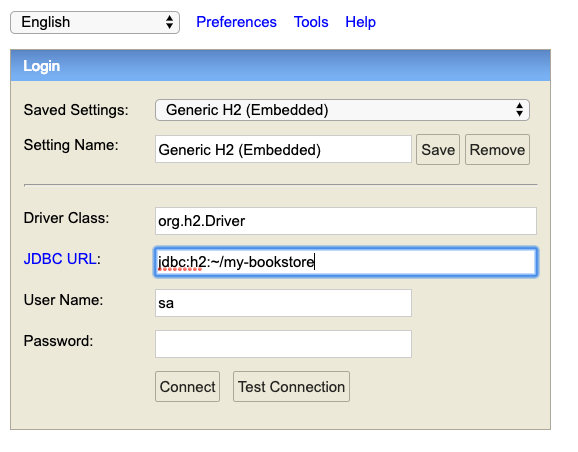 English Preferences Tools Help
Login
Saved Settings: Generic H2 (Embedded)
Setting Name: Generic H2 (Embedded) Save Remove
Driver Class: org.h2.Driver
JDBC URL: jdbc:h2:~/my-bookstore
User Name: sa
Password:
Connect Test Connection